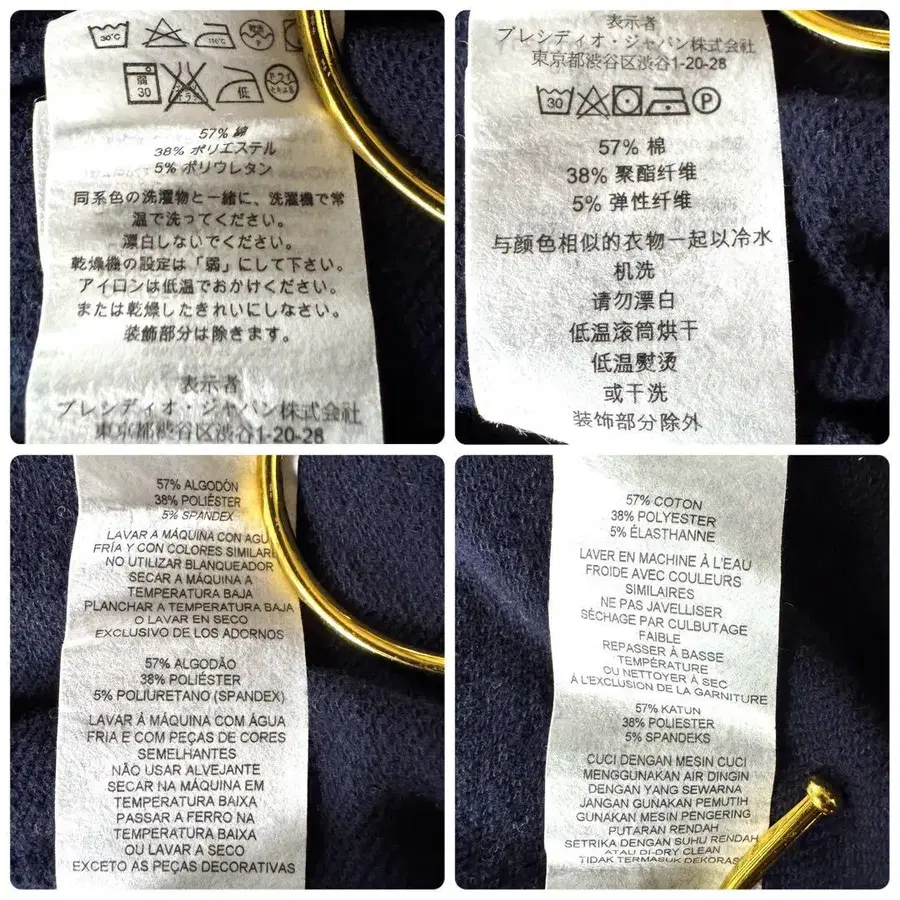 30°C
110°C
弱
30
低
57% 綿
38% ポリエステル
5% ポリウレタン
同系色の洗濯物と一緒に、洗濯機で常
温で洗ってください。
漂白しないでください。
乾燥機の設定は「弱」にして下さい。
アイロンは低温でおかけください。
または乾燥したきれいにしなさい。
装飾部分は除きます。
表示者
プレシディオ・ジャパン株式会社
東京都渋谷区渋谷1-20-28
表示者
プレシディオ・ジャパン株式会社
東京都渋谷区渋谷1-20-28
30
P
57% 棉
38% 聚酯纤维
5% 弹性纤维
与颜色相似的衣物一起以冷水
机洗
请勿漂白
低温滚筒烘干
低温熨烫
或干洗
装饰部分除外
57% ALGODÓN
38% POLIÉSTER
5% SPANDEX
LAVAR A MÁQUINA CON AGU
FRÍA Y CON COLORES SIMILARE
NO UTILIZAR BLANQUEADOR
SECAR A MÁQUINA A
TEMPERATURA BAJA
PLANCHAR A TEMPERATURA BAJA
O LAVAR EN SECO
EXCLUSIVO DE LOS ADORNOS
57% ALGODÃO
38% POLIÉSTER
5% POLIURETANO (SPANDEX)
LAVAR À MÁQUINA COM ÁGUA
FRIA E COM PEÇAS DE CORES
SEMELHANTES
NÃO USAR ALVEJANTE
SECAR NA MÁQUINA EM
TEMPERATURA BAIXA
PASSAR A FERRO NA
TEMPERATURA BAIXA
OU LAVAR A SECO
EXCETO AS PEÇAS DECORATIVAS
57% COTON
38% POLYESTER
5% ÉLASTHANNE
LAVER EN MACHINE À L'EAU
FROIDE AVEC COULEURS
SIMILAIRES
NE PAS JAVELLISER
SÉCHAGE PAR CULBUTAGE
FAIBLE
REPASSER À BASSE
TEMPÉRATURE
OU NETTOYER À SEC
À L'EXCLUSION DE LA GARNITURE
57% KATUN
38% POLIESTER
5% SPANDEKS
CUCI DENGAN MESIN CUCI
MENGGUNAKAN AIR DINGIN
DENGAN YANG SEWARNA
JANGAN GUNAKAN PEMUTIH
GUNAKAN MESIN PENGERING
PUTARAN RENDAH
SETRIKA DENGAN SUHU RENDAH
ATAU DI-DRY CLEAN
TIDAK TERMASUK DEKORAS